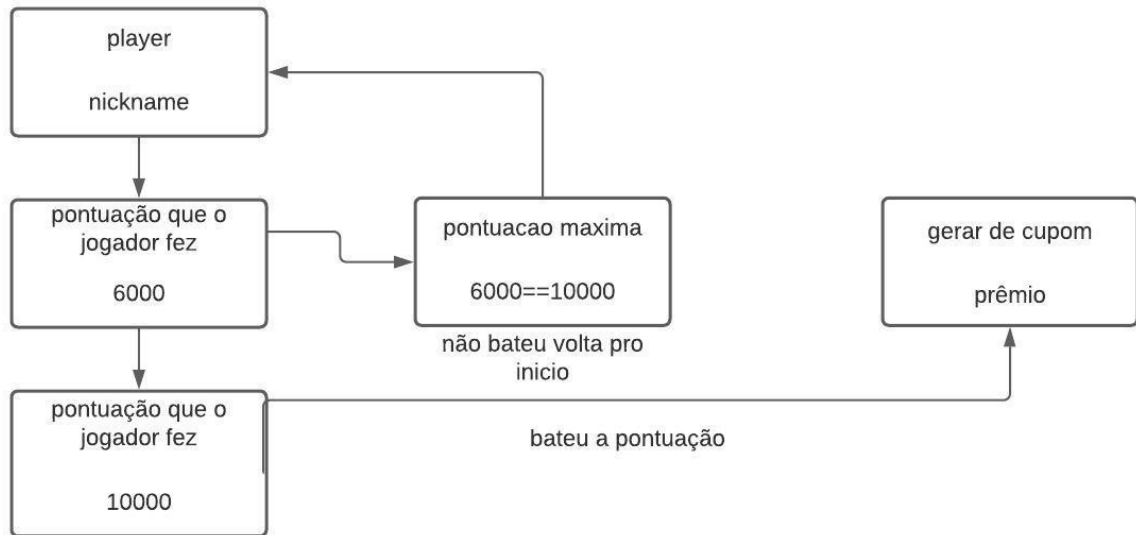 player
nickname
pontuação que o
jogador fez
6000
pontuacao maxima
6000==10000
não bateu volta pro
inicio
gerar de cupom
prêmio
pontuação que o
jogador fez
10000
bateu a pontuação